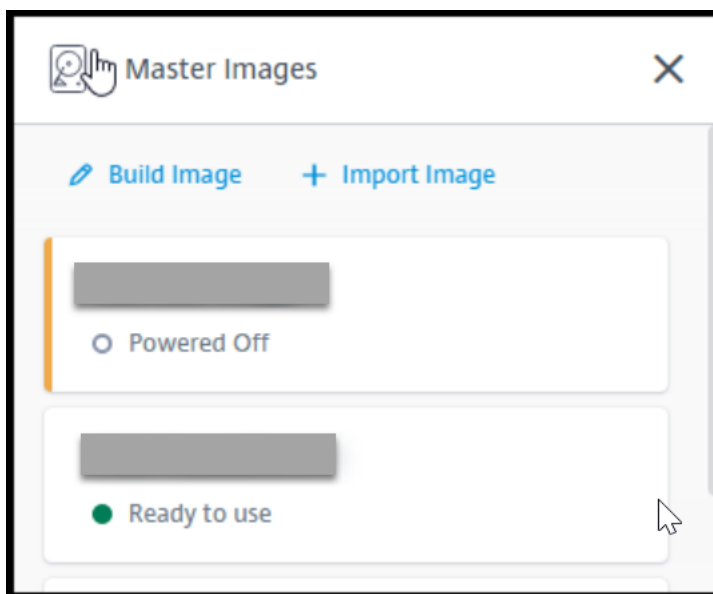 Master Images
Build Image
Import Image
Powered Off
Ready to use